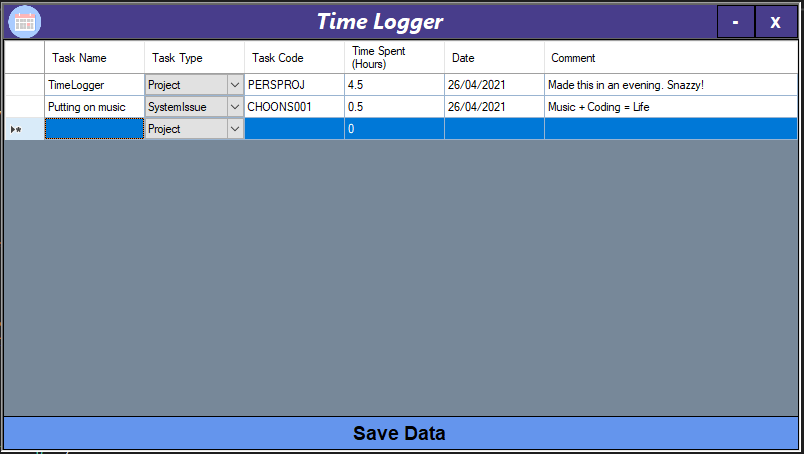 Time Logger
-
X
Task Name Task Type Task Code Time Spent (Hours) Date Comment
TimeLogger Project PERSPROJ 4.5 26/04/2021 Made this in an evening. Snazzy!
Putting on music SystemIssue CHOONS001 0.5 26/04/2021 Music + Coding = Life
Project 0
Save Data